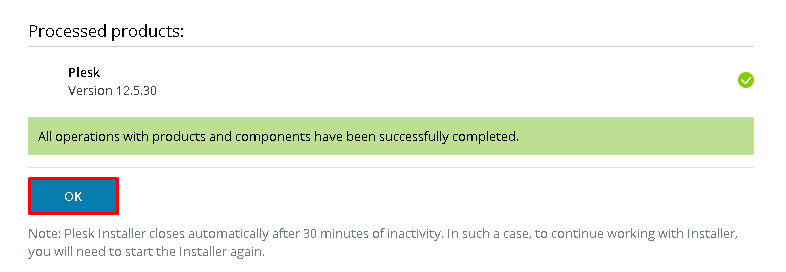 Processed products:
Plesk
Version 12.5.30
All operations with products and components have been successfully completed.
OK
Note: Plesk Installer closes automatically after 30 minutes of inactivity. In such a case, to continue working with Installer,
you will need to start the Installer again.